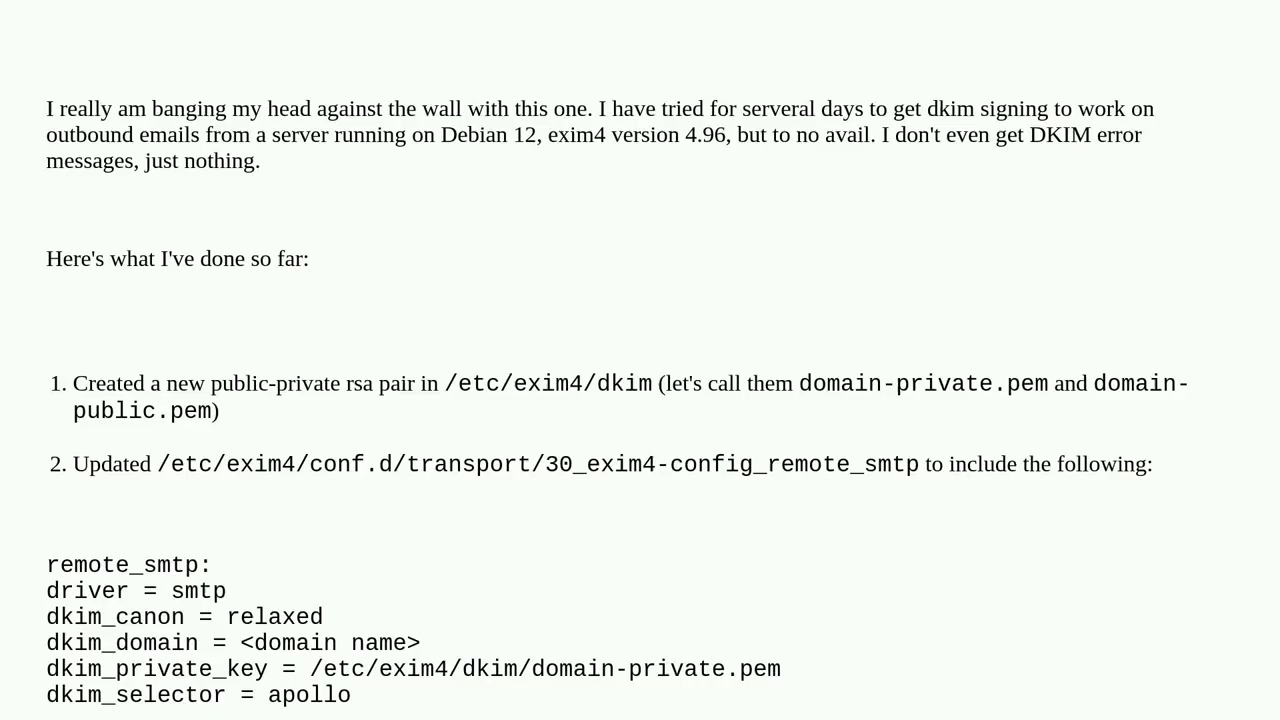 I really am banging my head against the wall with this one. I have tried for serveral days to get dkim signing to work on
outbound emails from a server running on Debian 12, exim4 version 4.96, but to no avail. I don't even get DKIM error
messages, just nothing.
Here's what I've done so far:
1. Created a new public-private rsa pair in /etc/exim4/dkim (let's call them domain-private.pem and domain-
public.pem)
2. Updated /etc/exim4/conf.d/transport/30_exim4-config_remote_smtp to include the following:
remote_smtp:
driver = smtp
dkim_canon = relaxed
dkim_domain = <domain name>
dkim_private_key = /etc/exim4/dkim/domain-private.pem
dkim_selector = apollo